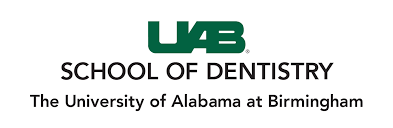 UAB®
SCHOOL OF DENTISTRY
The University of Alabama at Birmingham